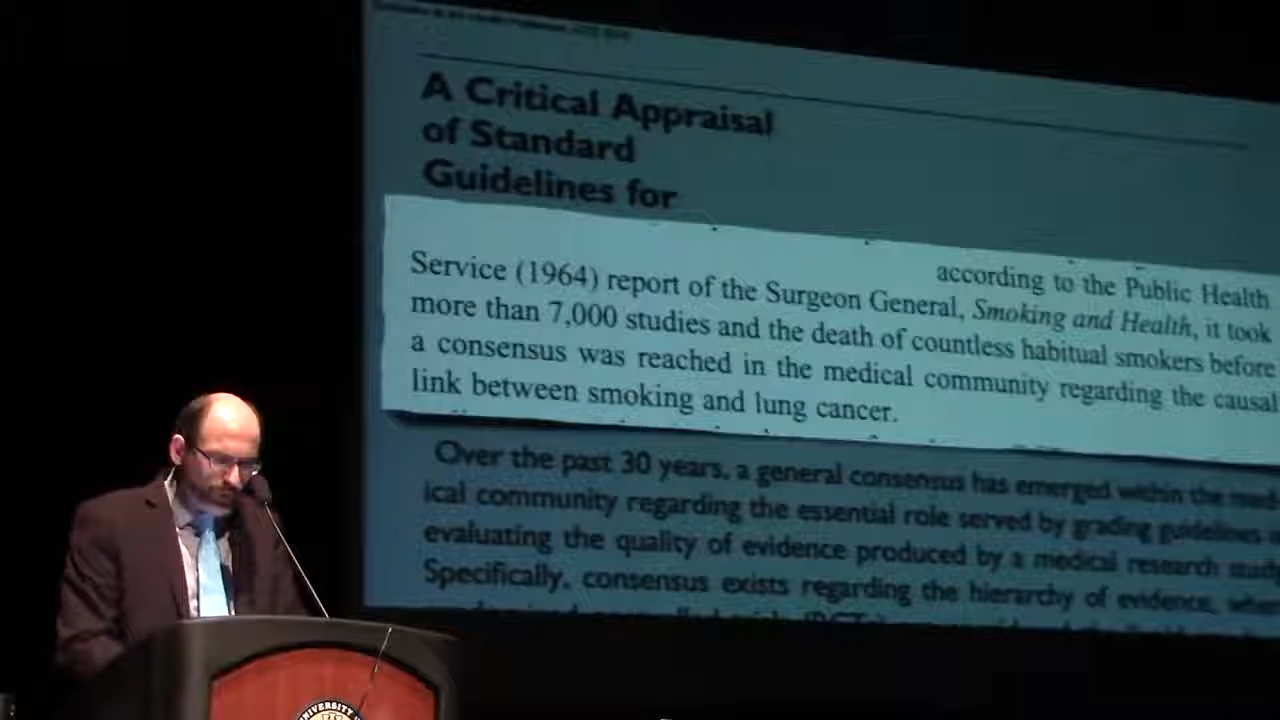 A Critical Appraisal
of Standard
Guidelines for
according to the Public Health
Service (1964) report of the Surgeon General, Smoking and Health, it took
more than 7,000 studies and the death of countless habitual smokers before
a consensus was reached in the medical community regarding the causal
link between smoking and lung cancer.
Over the past 30 years, a general consensus has emerged within the med-
ical community regarding the essential role served by grading guidelines
evaluating the quality of evidence produced by a medical research study
Specifically, consensus exists regarding the hierarchy of evidence,
UNIVERSITY